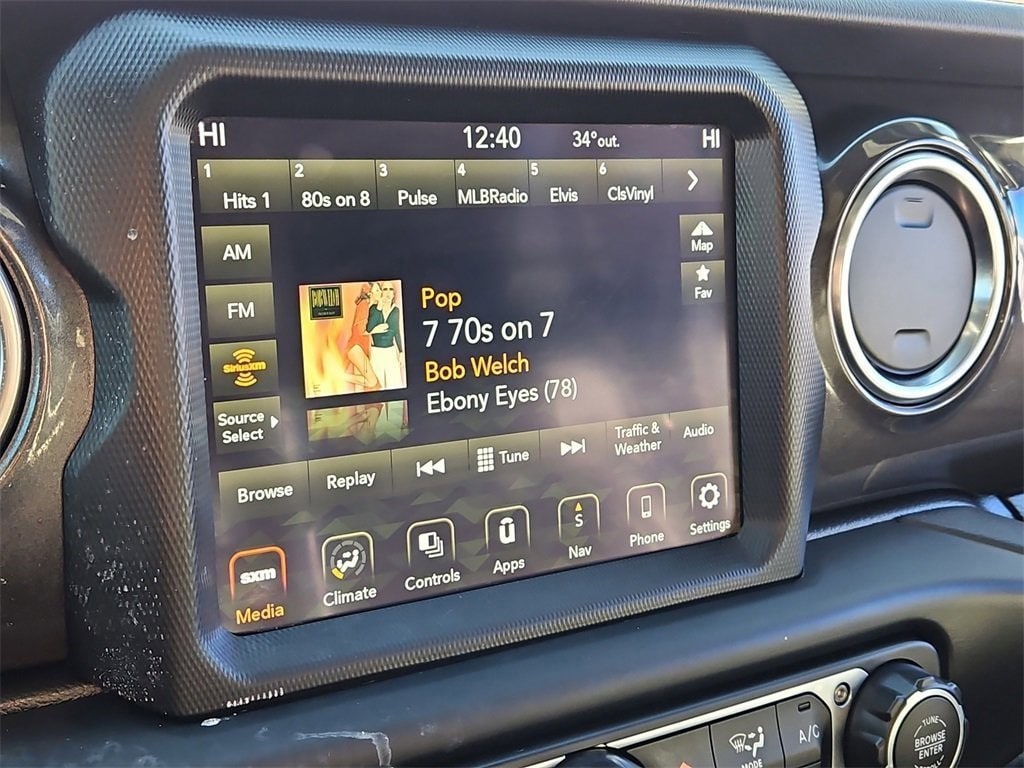 HI 12:40 34°out. HI
1 Hits 1 2 80s on 8 3 Pulse 4 MLBRadio 5 Elvis 6 ClsVinyl
AM
Map
FM
Fav
SiriusXM
Source
Select
Pop
7 70s on 7
Bob Welch
Ebony Eyes (78)
Browse Replay Tune Traffic &
Weather Audio
sxm
Media Climate Controls Apps Nav Phone Settings
S
MODE
A/C
TUNE
BROWSE
ENTER